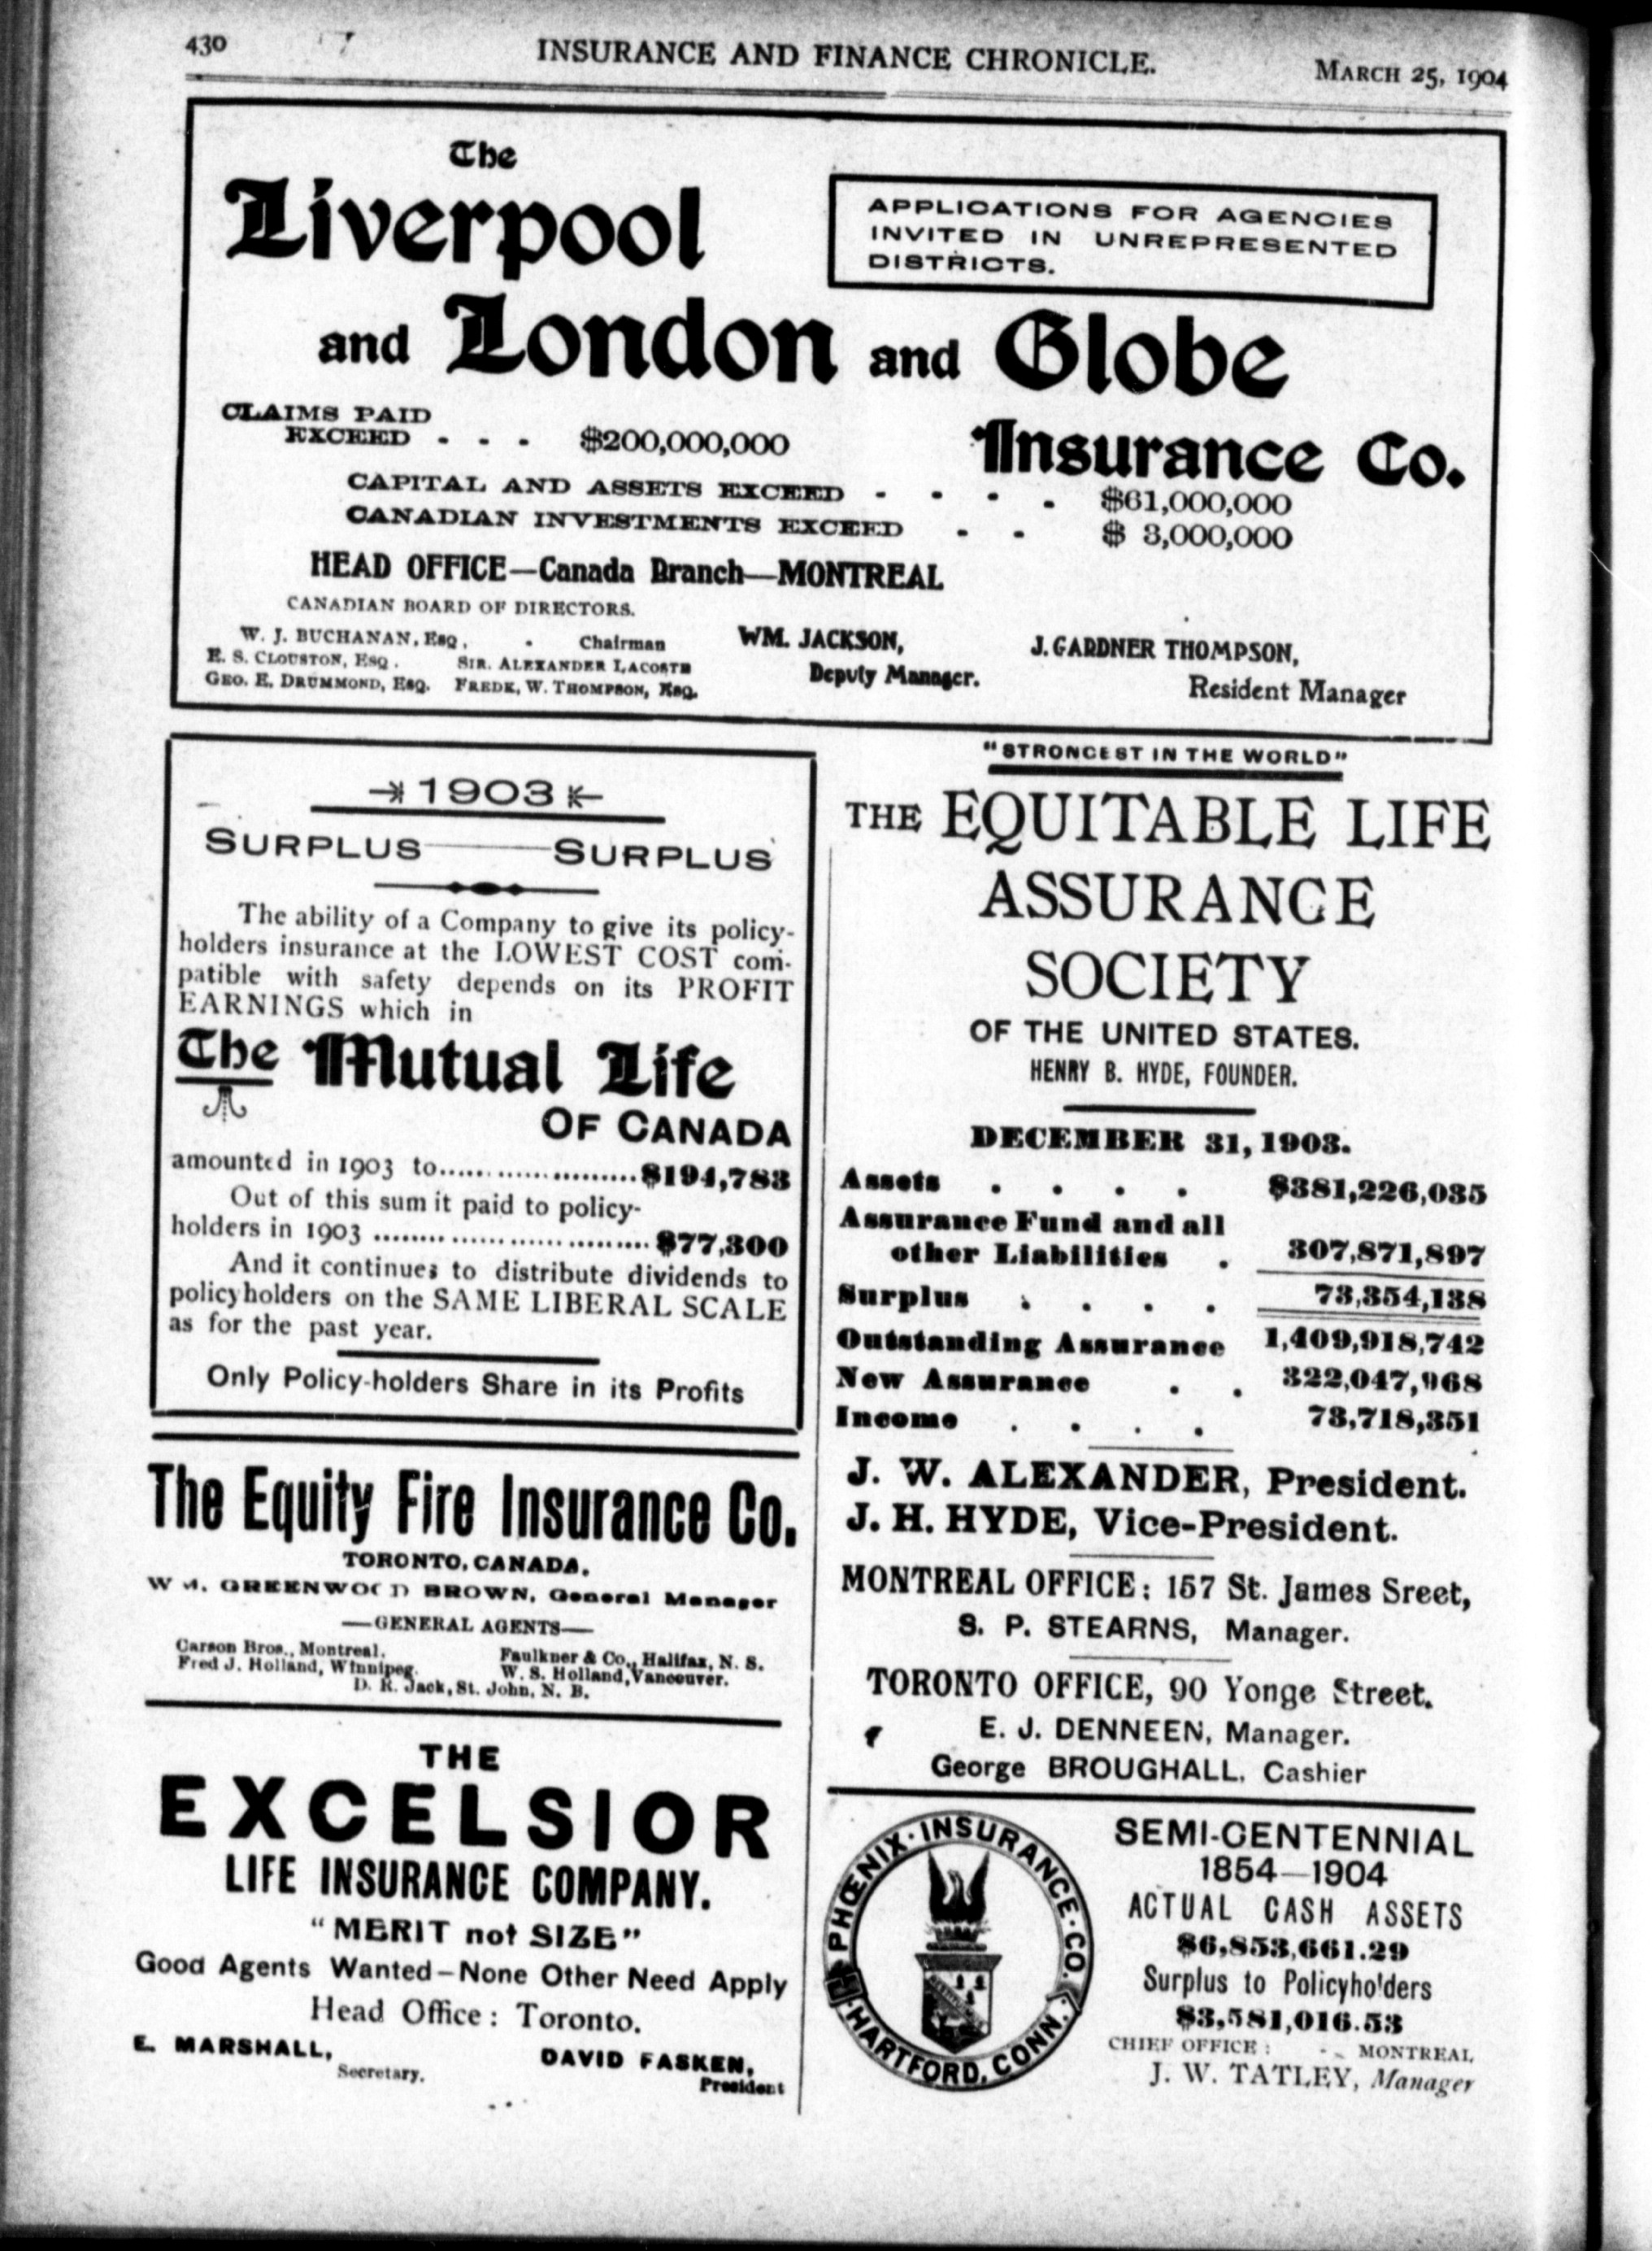 430
INSURANCE AND FINANCE CHRONICLE.
MARCH 25, 1904
The
Liverpool
APPLICATIONS FOR AGENCIES
INVITED IN UNREPRESENTED
DISTRICTS.
and London and Globe
Insurance Co.
CLAIMS PAID
EXCEED - - - $200,000,000
CAPITAL AND ASSETS EXCEED - - - - $61,000,000
CANADIAN INVESTMENTS EXCEED - - $ 3,000,000
HEAD OFFICE—Canada Branch—MONTREAL
CANADIAN BOARD OF DIRECTORS.
W. J. BUCHANAN, Esq, - Chairman
E. S. CLOUSTON, ESQ. SIR. ALEXANDER LACOSTE
GEO. E. DRUMMOND, ESQ. FREDK, W. THOMPSON, ESQ.
WM. JACKSON,
Deputy Manager.
J. GARDNER THOMPSON,
Resident Manager
1903
SURPLUS — SURPLUS
The ability of a Company to give its policy-
holders insurance at the LOWEST COST com-
patible with safety depends on its PROFIT
EARNINGS which in
The Mutual Life
OF CANADA
amounted in 1903 to..................... $194,783
Out of this sum it paid to policy-
holders in 1903 ............................... $77,300
And it continues to distribute dividends to
policyholders on the SAME LIBERAL SCALE
as for the past year.
Only Policy-holders Share in its Profits
The Equity Fire Insurance Co.
TORONTO, CANADA.
WM. GREENWOOD BROWN, General Manager
—GENERAL AGENTS—
Carson Bros., Montreal. Faulkner & Co., Halifax, N. S.
Fred J. Holland, Winnipeg. W. S. Holland, Vancouver.
D. R. Jack, St. John, N. B.
THE
EXCELSIOR
LIFE INSURANCE COMPANY.
"MERIT not SIZE"
Good Agents Wanted—None Other Need Apply
Head Office: Toronto.
E. MARSHALL,
Secretary.
DAVID FASKEN,
President
"STRONGEST IN THE WORLD"
THE EQUITABLE LIFE
ASSURANCE
SOCIETY
OF THE UNITED STATES.
HENRY B. HYDE, FOUNDER.
DECEMBER 31, 1903.
Assets . . . . $381,226,035
Assurance Fund and all
other Liabilities . 307,871,897
Surplus . . . . 73,354,138
Outstanding Assurance 1,409,918,742
New Assurance . . 322,047,968
Income . . . . 73,718,351
J. W. ALEXANDER, President.
J. H. HYDE, Vice-President.
MONTREAL OFFICE: 157 St. James Sreet,
S. P. STEARNS, Manager.
TORONTO OFFICE, 90 Yonge Street.
E. J. DENNEEN, Manager.
George BROUGHALL, Cashier
PHŒNIX · INSURANCE · CO.
HARTFORD, CONN.
SEMI-CENTENNIAL
1854—1904
ACTUAL CASH ASSETS
$6,853,661.29
Surplus to Policyholders
$3,581,016.53
CHIEF OFFICE: - - MONTREAL
J. W. TATLEY, Manager